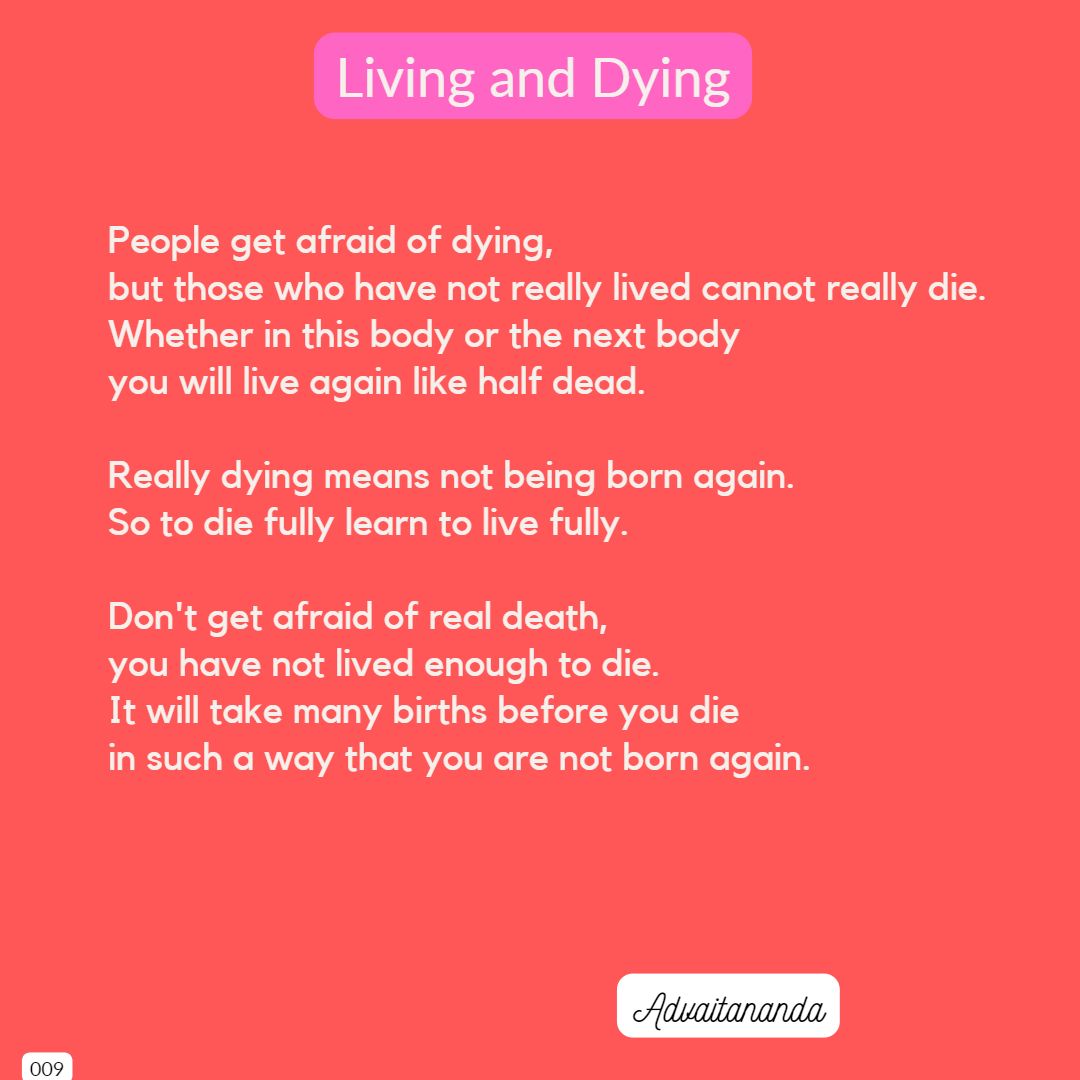 Living and Dying
People get afraid of dying,
but those who have not really lived cannot really die.
Whether in this body or the next body
you will live again like half dead.
Really dying means not being born again.
So to die fully learn to live fully.
Don't get afraid of real death,
you have not lived enough to die.
It will take many births before you die
in such a way that you are not born again.
Advaitananda
009